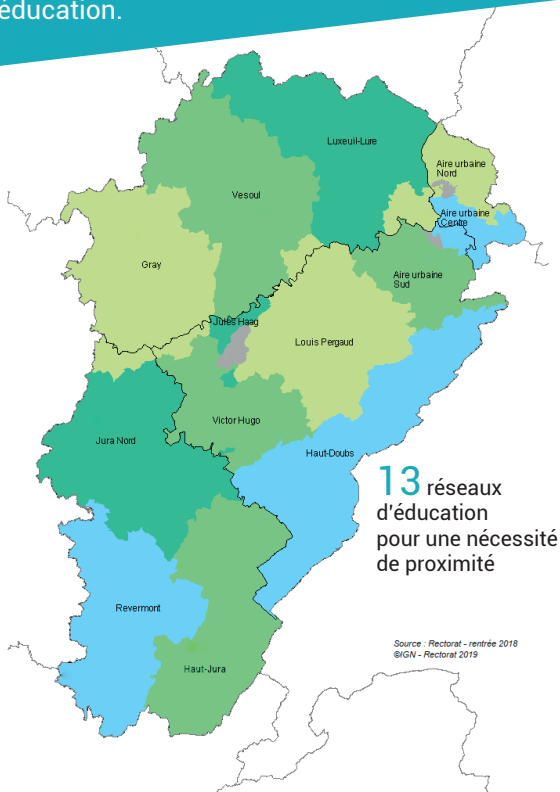 éducation.
Luxeuil-Lure
Aire urbaine
Nord
Vesoul
Aire urbaine
Centre
Gray
Aire urbaine
Sud
Jules Haag
Louis Pergaud
Victor Hugo
Jura Nord
Haut-Doubs
13 réseaux
d'éducation
pour une nécessité
de proximité
Revermont
Source : Rectorat - rentrée 2018
©IGN - Rectorat 2019
Haut-Jura